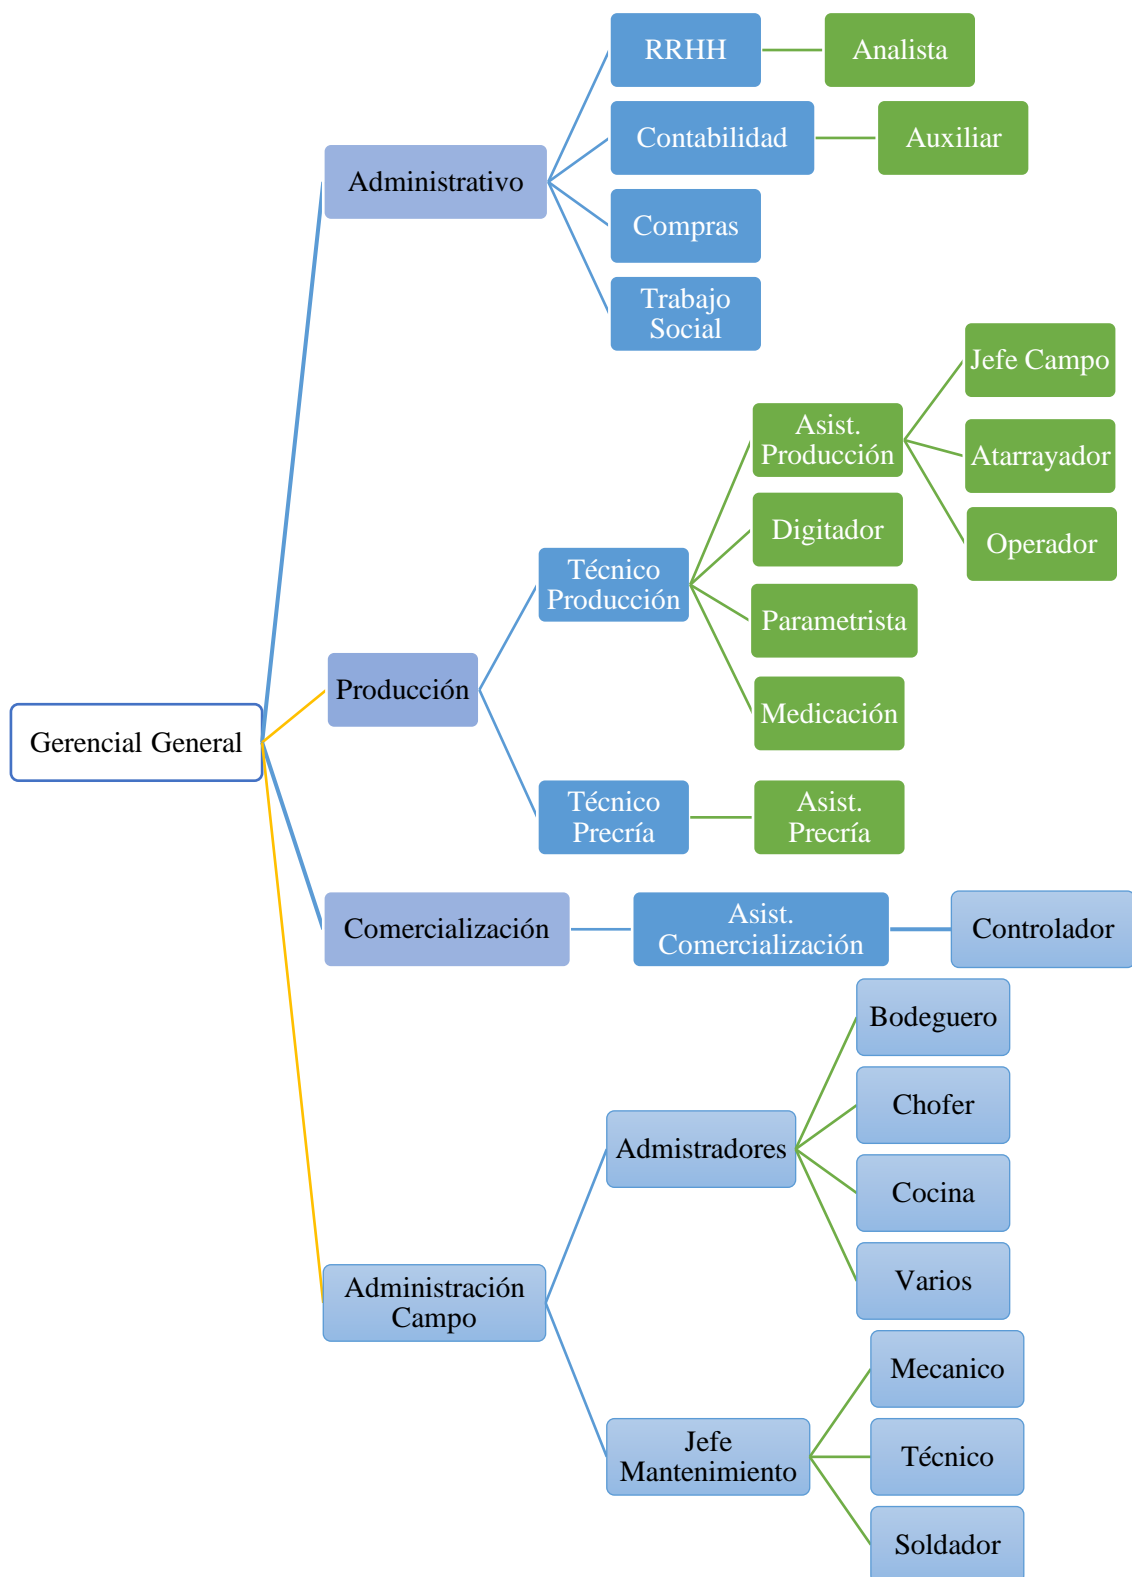 RRHH
Analista
Contabilidad
Auxiliar
Administrativo
Compras
Trabajo
Social
Jefe Campo
Asist.
Producción
Atarrayador
Digitador
Operador
Técnico
Producción
Parametrista
Producción
Medicación
Gerencial General
Técnico
Precría
Asist.
Precría
Comercialización
Asist.
Comercialización
Controlador
Bodeguero
Chofer
Admistradores
Cocina
Varios
Administración
Campo
Mecanico
Jefe
Mantenimiento
Técnico
Soldador